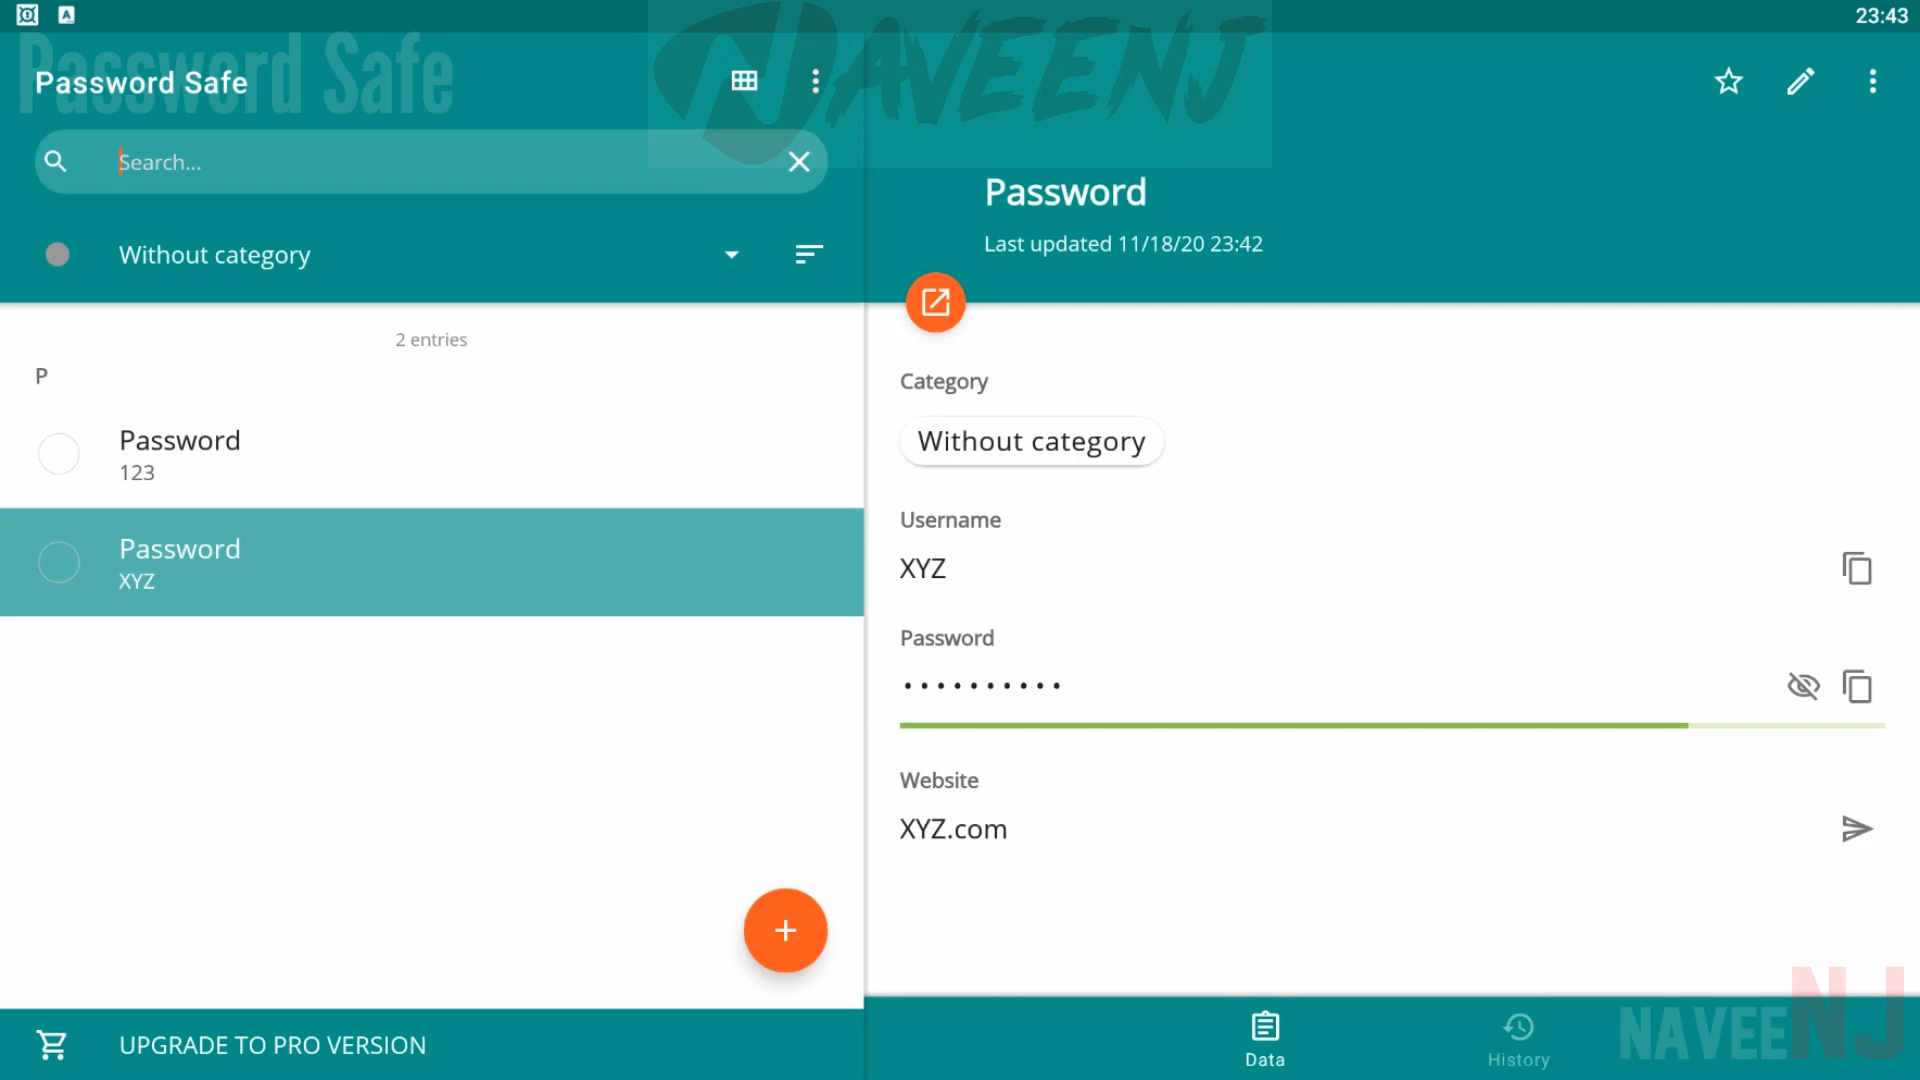 23:43
Password Safe
Password Safe
NAVEENJ
Search...
Without category
2 entries
P
Password
123
Password
XYZ
UPGRADE TO PRO VERSION
Password
Last updated 11/18/20 23:42
Category
Without category
Username
XYZ
Password
••••••••••
Website
XYZ.com
Data
History
NAVEENJ